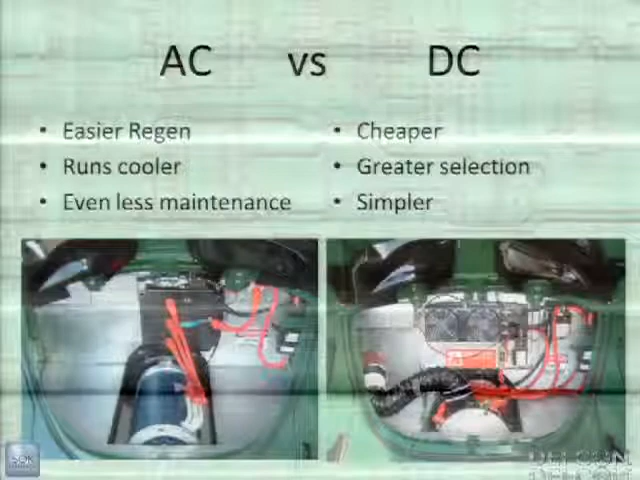 AC vs DC
• Easier Regen
• Runs cooler
• Even less maintenance
• Cheaper
• Greater selection
• Simpler